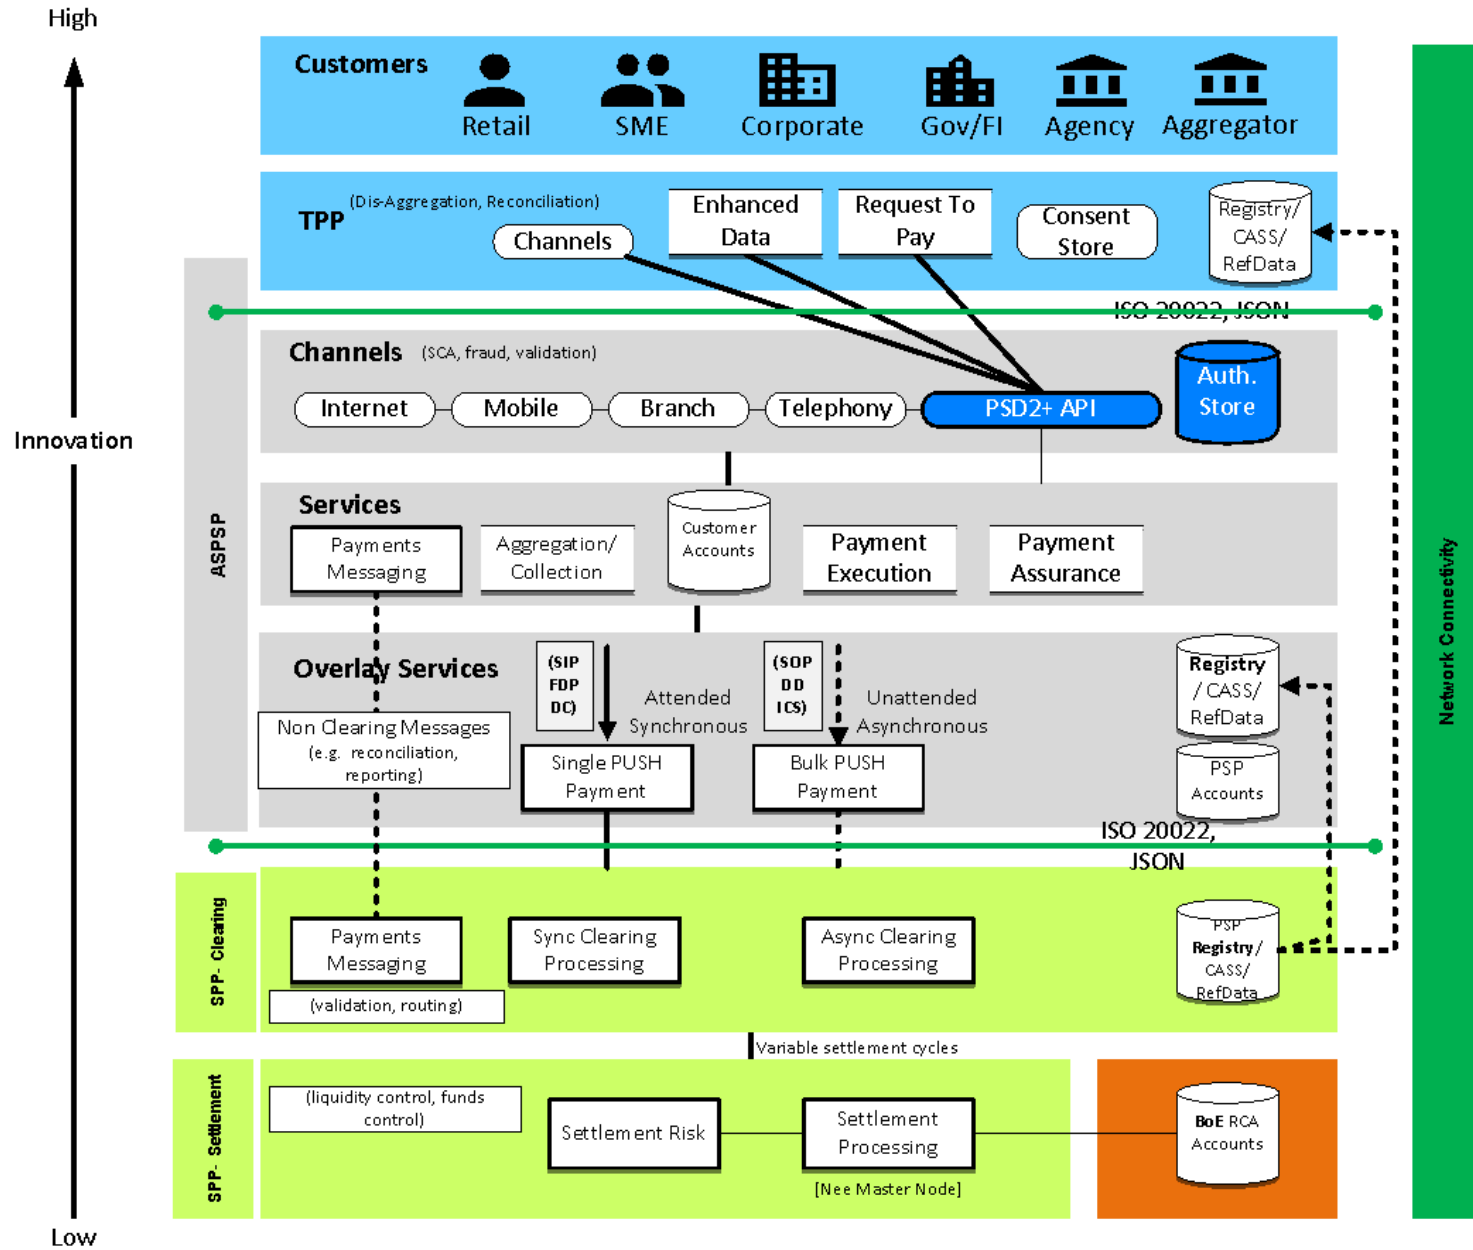 High
Customers
Retail
SME
Corporate
Gov/FI
Agency
Aggregator
TPP
(Dis-Aggregation, Reconciliation)
Channels
Enhanced
Data
Request To
Pay
Consent
Store
Registry/
CASS/
RefData
ISO 20022, JSON
Channels
(SCA, fraud, validation)
Internet
Mobile
Branch
Telephony
PSD2+ API
Auth.
Store
Innovation
ASPSP
Services
Payments
Messaging
Aggregation/
Collection
Customer
Accounts
Payment
Execution
Payment
Assurance
Network Connectivity
Overlay Services
(SIP
FDP
DC)
Attended
Synchronous
(SOP
DD
ICS)
Unattended
Asynchronous
Registry
/ CASS/
RefData
Non Clearing Messages
(e.g. reconciliation,
reporting)
Single PUSH
Payment
Bulk PUSH
Payment
PSP
Accounts
ISO 20022,
JSON
SPP- Clearing
Payments
Messaging
(validation, routing)
Sync Clearing
Processing
Async Clearing
Processing
PSP
Registry/
CASS/
RefData
Variable settlement cycles
SPP- Settlement
(liquidity control, funds
control)
Settlement Risk
Settlement
Processing
[Nee Master Node]
BoE RCA
Accounts
Low